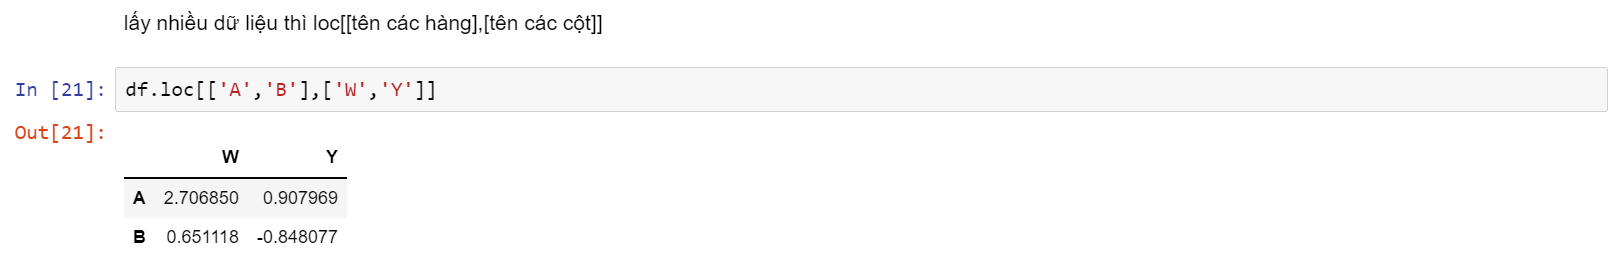 lấy nhiều dữ liệu thì loc[[tên các hàng],[tên các cột]]
In [21]: df.loc[['A','B'],['W','Y']]
Out[21]:
W Y
A 2.706850 0.907969
B 0.651118 -0.848077